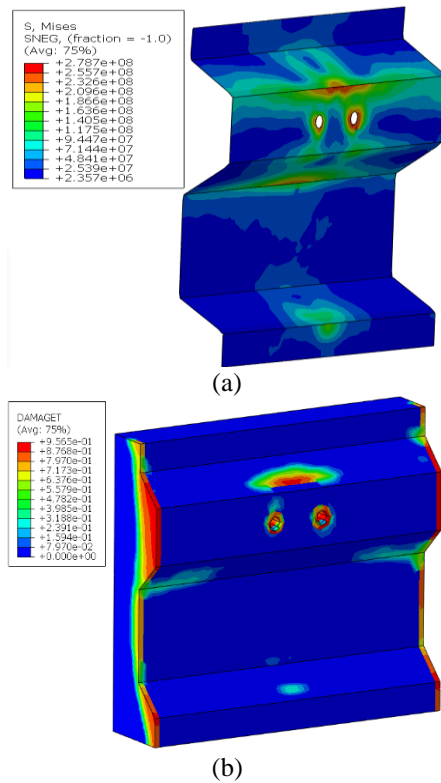 S, Mises
SNEG, (fraction = -1.0)
(Avg: 75%)
+2.787e+08
+2.557e+08
+2.326e+08
+2.096e+08
+1.866e+08
+1.636e+08
+1.405e+08
+1.175e+08
+9.447e+07
+7.144e+07
+4.841e+07
+2.539e+07
+2.357e+06
(a)
DAMAGET
(Avg: 75%)
+9.565e-01
+8.768e-01
+7.970e-01
+7.173e-01
+6.376e-01
+5.579e-01
+4.782e-01
+3.985e-01
+3.188e-01
+2.391e-01
+1.594e-01
+7.970e-02
+0.000e+00
(b)